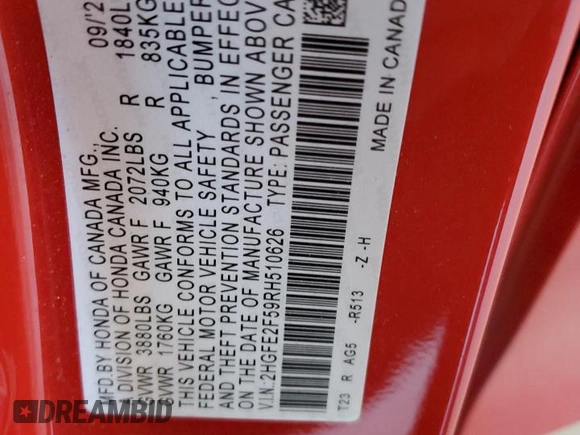 MFD. BY HONDA OF CANADA MFG., 09/2
A DIVISION OF HONDA CANADA INC.
GVWR 3880LBS GAWR F 2072LBS R 1840L
GVWR 1760KG GAWR F 940KG R 835KG
THIS VEHICLE CONFORMS TO ALL APPLICABLE
FEDERAL MOTOR VEHICLE SAFETY , BUMPER
AND THEFT PREVENTION STANDARDS IN EFFEC
ON THE DATE OF MANUFACTURE SHOWN ABOV
V.I.N.:2HGFE2F59RH510626 TYPE: PASSENGER CA
T23 R AG5 -R513 -Z -H
MADE IN CANADA
DREAMBID